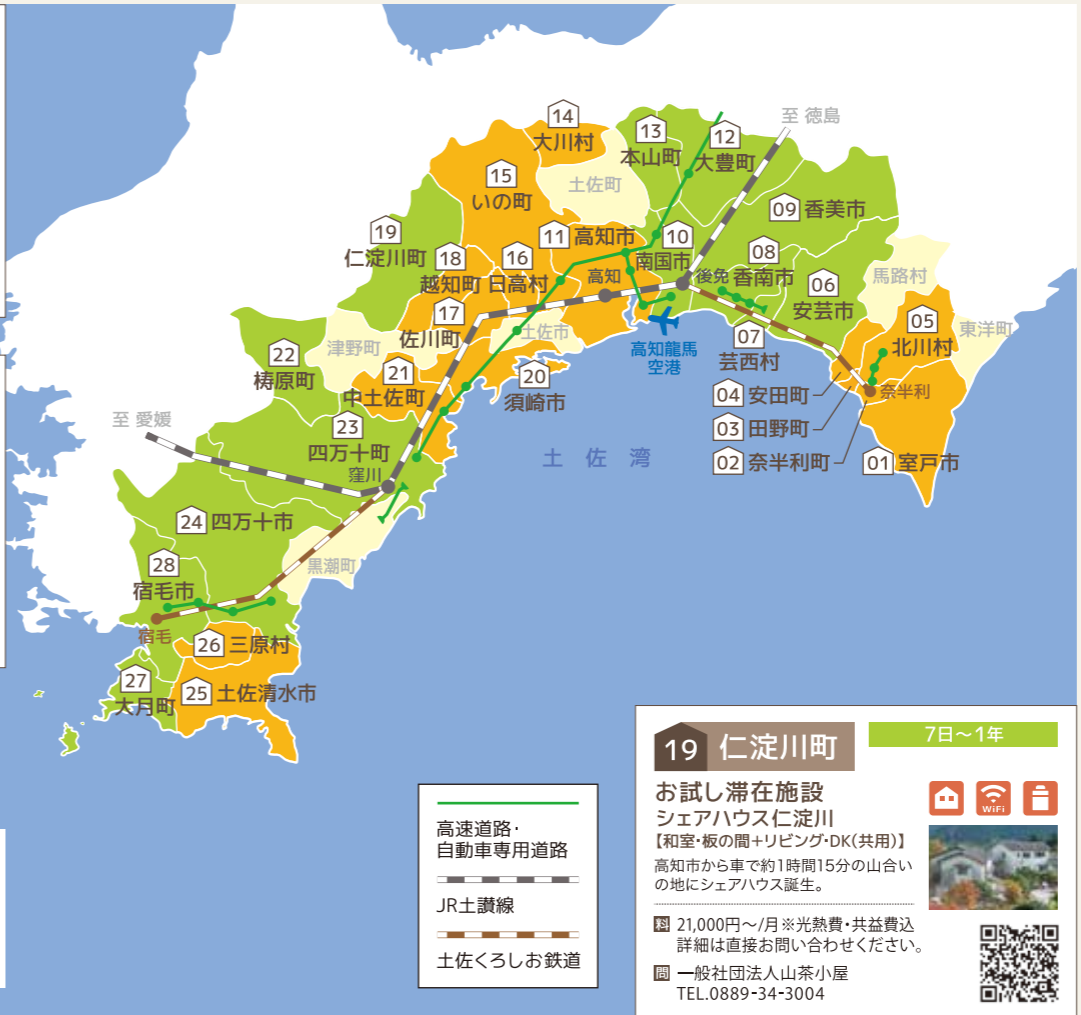 至 徳島
14
大川村
13
本山町
12
大豊町
土佐町
15
いの町
09 香美市
19
仁淀川町
11 高知市
10
南国市
08
香南市
18
越知町
16
日高村
高知
後免
06
安芸市
馬路村
05
北川村
東洋町
17
佐川町
土佐市
高知龍馬
空港
07
芸西村
22
梼原町
津野町
21
中土佐町
20
須崎市
04 安田町
03 田野町
02 奈半利町
奈半利
01 室戸市
至 愛媛
23
四万十町
窪川
土佐湾
24 四万十市
黒潮町
28
宿毛市
宿毛
26 三原村
27
大月町
25 土佐清水市
高速道路・
自動車専用道路
JR土讃線
土佐くろしお鉄道
19 仁淀川町
7日〜1年
お試し滞在施設
シェアハウス仁淀川
【和室・板の間+リビング・DK(共用)】
WiFi
高知市から車で約1時間15分の山合い
の地にシェアハウス誕生。
料 21,000円〜/月※光熱費・共益費込
詳細は直接お問い合わせください。
問 一般社団法人山茶小屋
TEL.0889-34-3004